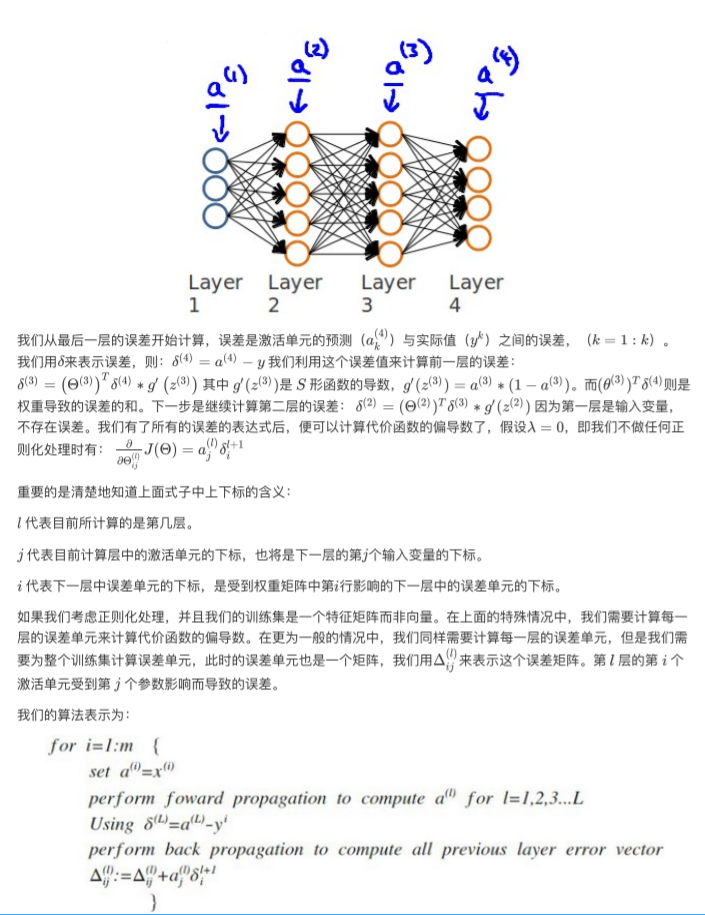 a⁽¹⁾ a⁽²⁾ a⁽³⁾ a⁽⁴⁾
Layer 1 Layer 2 Layer 3 Layer 4
我们从最后一层的误差开始计算，误差是激活单元的预测（$a_k^{(4)}$）与实际值（$y^k$）之间的误差，（$k=1:k$）。
我们用$\delta$来表示误差，则：$\delta^{(4)}=a^{(4)}-y$ 我们利用这个误差值来计算前一层的误差：
$\delta^{(3)}=\left(\Theta^{(3)}\right)^T\delta^{(4)}*g'\left(z^{(3)}\right)$ 其中 $g'(z^{(3)})$是 $S$ 形函数的导数，$g'(z^{(3)})=a^{(3)}*(1-a^{(3)})$。而$(\theta^{(3)})^T\delta^{(4)}$则是
权重导致的误差的和。下一步是继续计算第二层的误差：$\delta^{(2)}=(\Theta^{(2)})^T\delta^{(3)}*g'(z^{(2)})$ 因为第一层是输入变量，
不存在误差。我们有了所有的误差的表达式后，便可以计算代价函数的偏导数了，假设$\lambda=0$，即我们不做任何正
则化处理时有：$\frac{\partial}{\partial\Theta_{ij}^{(l)}}J(\Theta)=a_j^{(l)}\delta_i^{l+1}$
重要的是清楚地知道上面式子中上下标的含义：
$l$ 代表目前所计算的是第几层。
$j$ 代表目前计算层中的激活单元的下标，也将是下一层的第$j$个输入变量的下标。
$i$ 代表下一层中误差单元的下标，是受到权重矩阵中第$i$行影响的下一层中的误差单元的下标。
如果我们考虑正则化处理，并且我们的训练集是一个特征矩阵而非向量。在上面的特殊情况中，我们需要计算每一
层的误差单元来计算代价函数的偏导数。在更为一般的情况中，我们同样需要计算每一层的误差单元，但是我们需
要为整个训练集计算误差单元，此时的误差单元也是一个矩阵，我们用$\Delta_{ij}^{(l)}$来表示这个误差矩阵。第 $l$ 层的第 $i$ 个
激活单元受到第 $j$ 个参数影响而导致的误差。
我们的算法表示为：
for i=1:m {
set $a^{(i)}=x^{(i)}$
perform foward propagation to compute $a^{(l)}$ for l=1,2,3...L
Using $\delta^{(L)}=a^{(L)}-y^i$
perform back propagation to compute all previous layer error vector
$\Delta_{ij}^{(l)}:=\Delta_{ij}^{(l)}+a_j^{(l)}\delta_i^{l+1}$
}